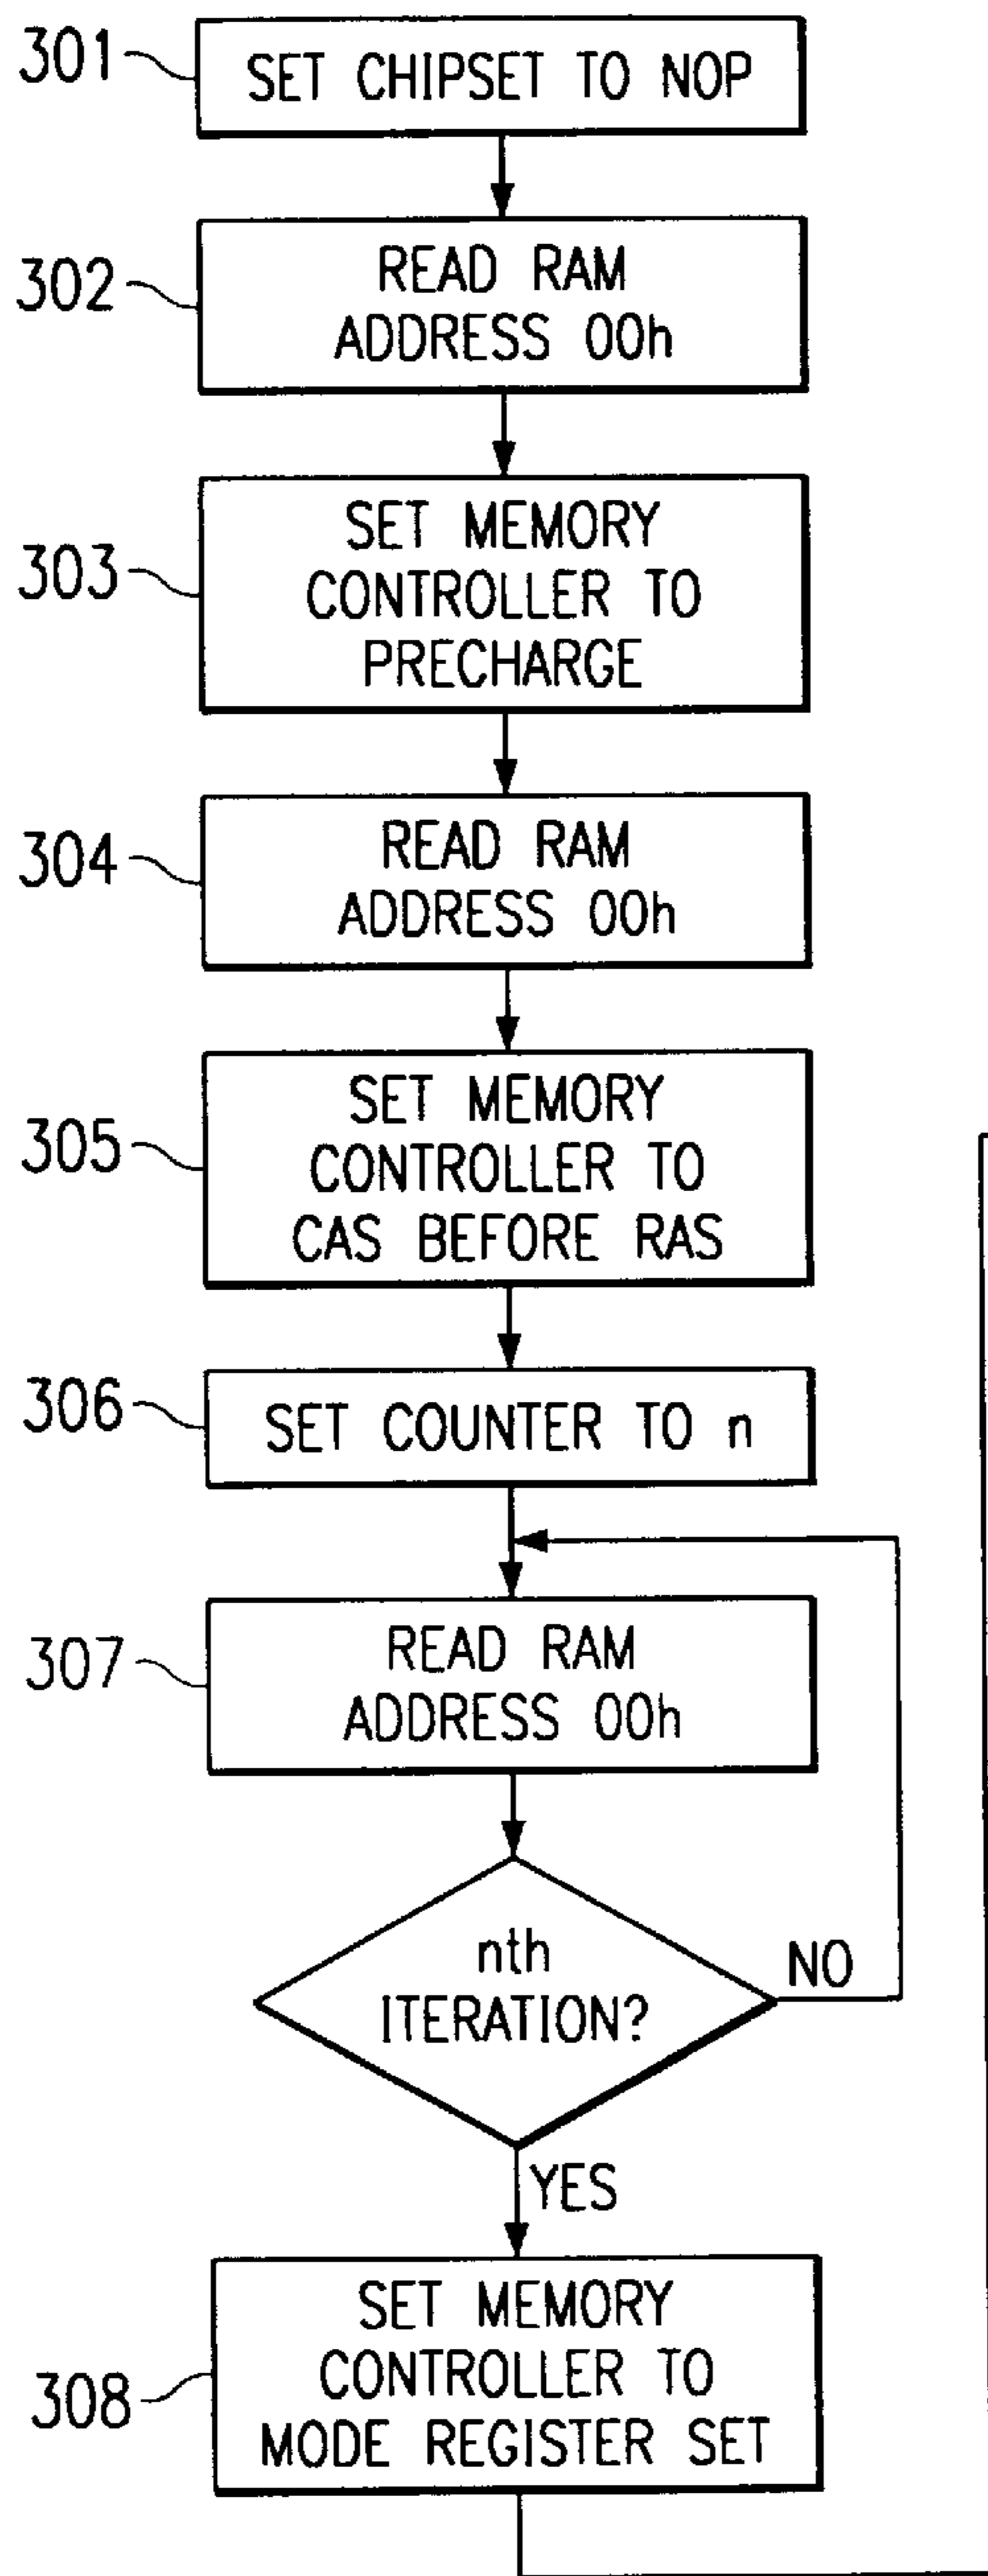 301
SET CHIPSET TO NOP
302
READ RAM
ADDRESS 00h
303
SET MEMORY
CONTROLLER TO
PRECHARGE
304
READ RAM
ADDRESS 00h
305
SET MEMORY
CONTROLLER TO
CAS BEFORE RAS
306
SET COUNTER TO n
307
READ RAM
ADDRESS 00h
nth
ITERATION?
NO
YES
308
SET MEMORY
CONTROLLER TO
MODE REGISTER SET